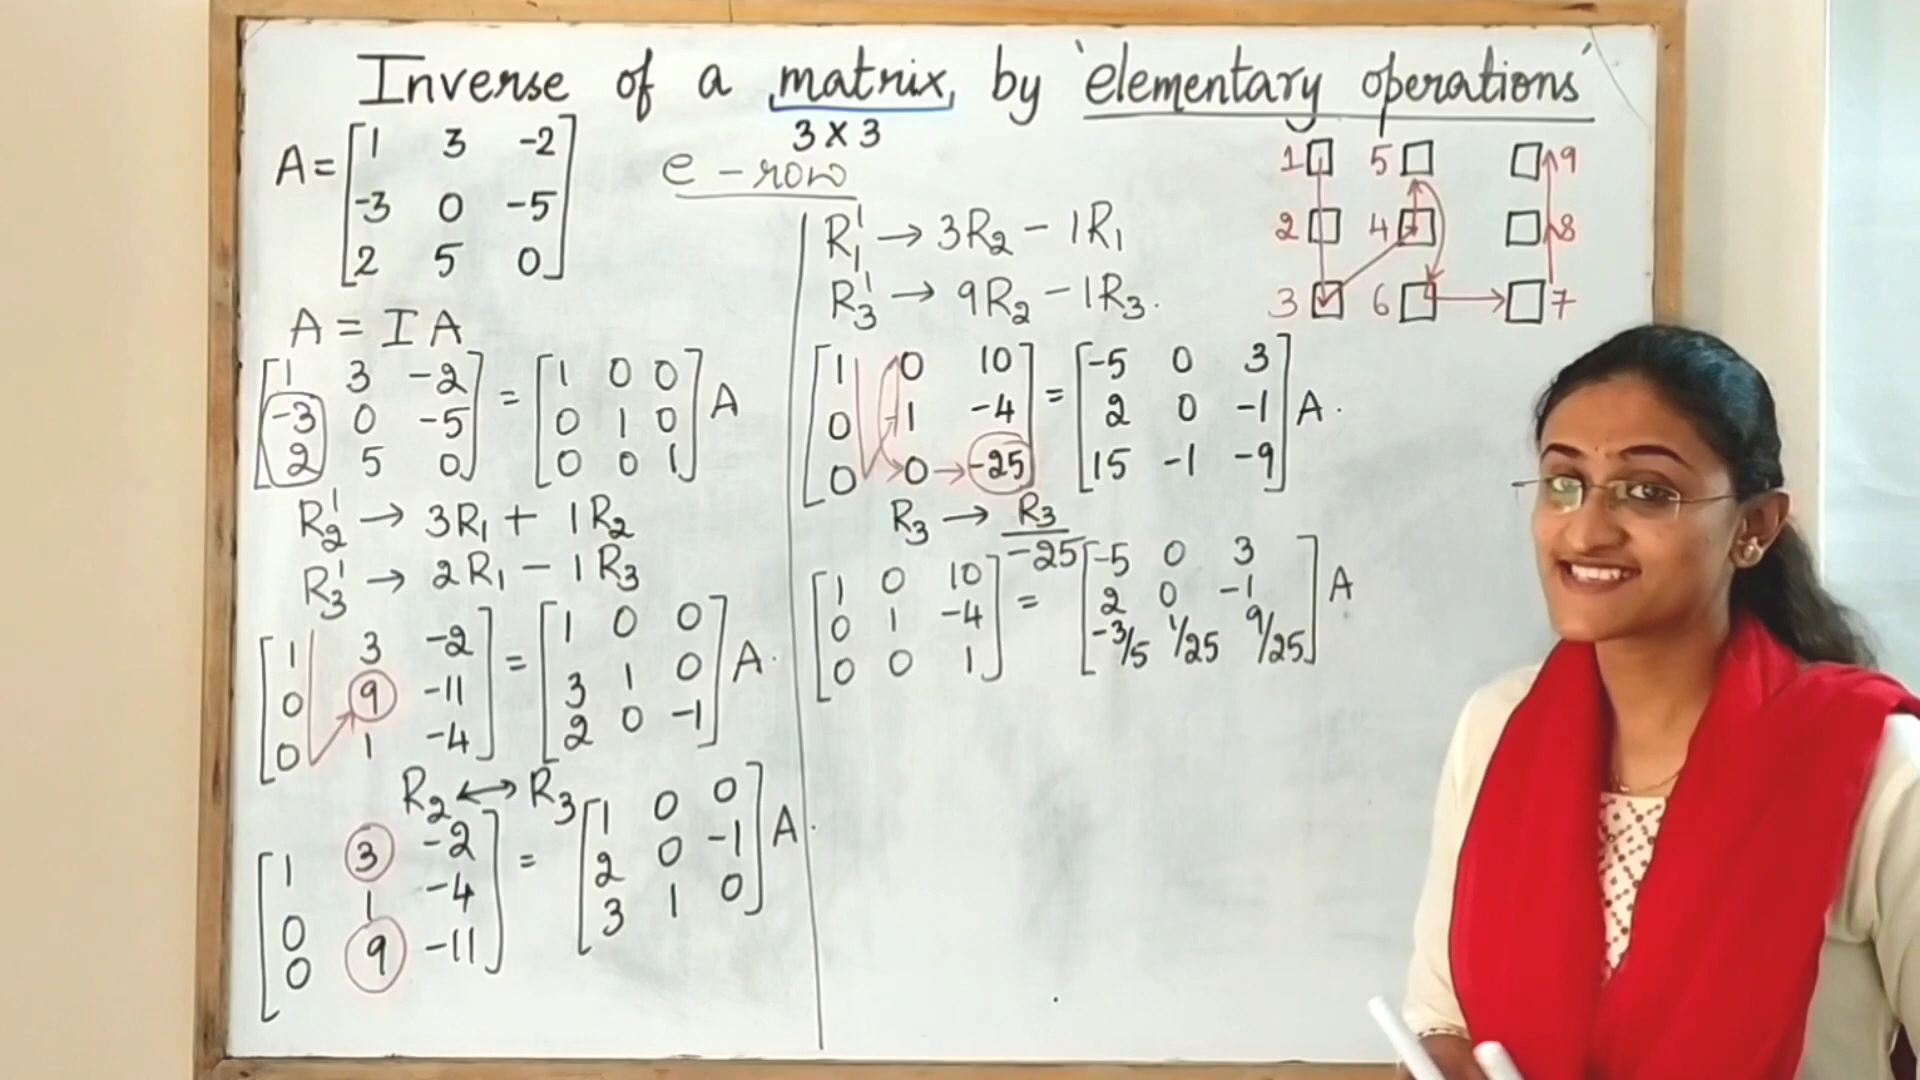 Inverse of a matrix by 'elementary operations'
3 x 3
A = [1 3 -2
-3 0 -5
2 5 0]
e - row
A = I A
[1 3 -2
-3 0 -5
2 5 0] = [1 0 0
0 1 0
0 0 1] A
R₂' → 3R₁ + 1R₂
R₃' → 2R₁ - 1R₃
[1 3 -2
0 9 -11
0 1 -4] = [1 0 0
3 1 0
2 0 -1] A.
R₂ ↔ R₃
[1 3 -2
0 1 -4
0 9 -11] = [1 0 0
2 0 -1
3 1 0] A.
R₁' → 3R₂ - 1R₁
R₃' → 9R₂ - 1R₃.
[1 0 10
0 1 -4
0 0 -25] = [-5 0 3
2 0 -1
15 -1 -9] A.
R₃ → R₃/-25
[1 0 10
0 1 -4
0 0 1] = [-5 0 3
2 0 -1
-3/5 1/25 9/25] A
1 5 9
2 4 8
3 6 7